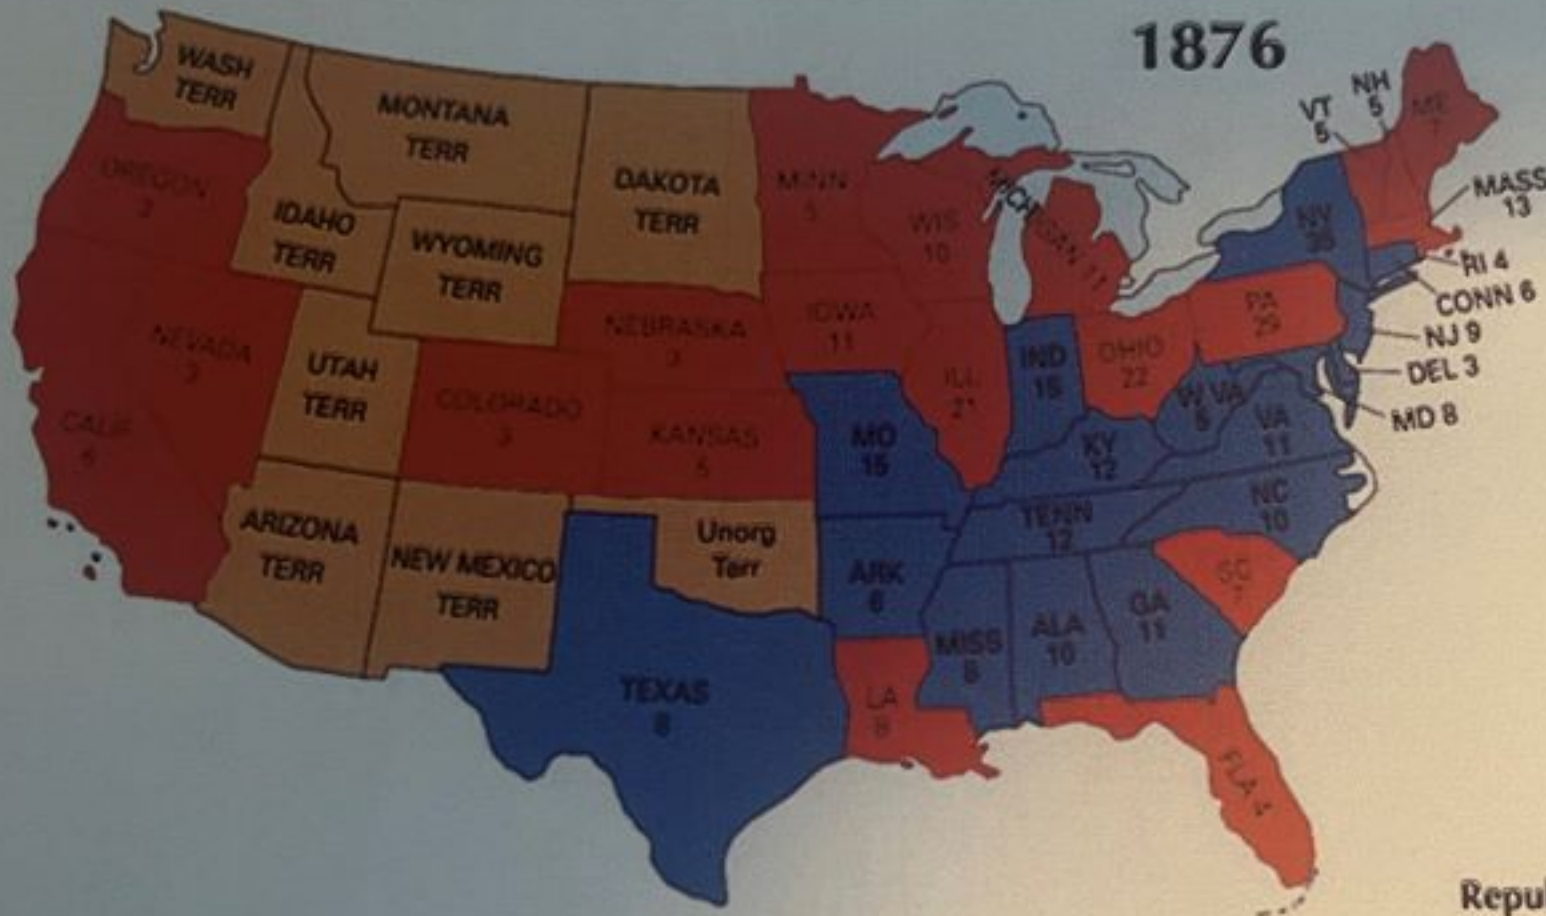 1876
WASH
TERR
MONTANA
TERR
DAKOTA
TERR
IDAHO
TERR
WYOMING
TERR
UTAH
TERR
ARIZONA
TERR
NEW MEXICO
TERR
Unorg
Terr
OREGON
3
CALIF
6
NEVADA
3
COLORADO
3
NEBRASKA
3
KANSAS
5
MINN
5
IOWA
11
WIS
10
MICHIGAN 11
ILL
21
IND
15
OHIO
22
PA
29
NY
35
VT
5
NH
5
ME
7
MASS
13
RI 4
CONN 6
NJ 9
DEL 3
MD 8
W VA
5
VA
11
KY
12
TENN
12
NC
10
SC
7
GA
11
ALA
10
MISS
8
MO
15
ARK
6
LA
8
TEXAS
8
FLA 4